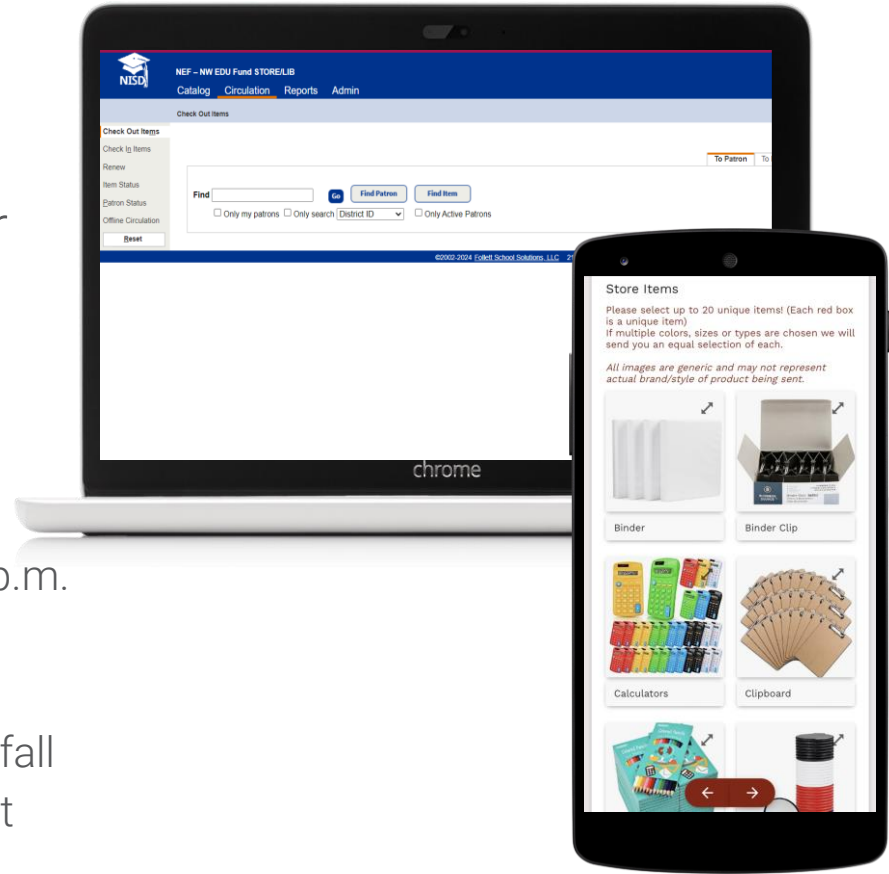 NISD
NEF – NW EDU Fund STORE/LIB
Catalog Circulation Reports Admin
Check Out Items
Check Out Items
Check In Items
Renew
Item Status
Patron Status
Offline Circulation
Reset
To Patron To
Find Go Find Patron Find Item
Only my patrons Only search District ID Only Active Patrons
©2002-2024 Follett School Solutions, LLC
chrome
r
p.m.
fall
t
Store Items
Please select up to 20 unique items! (Each red box
is a unique item)
If multiple colors, sizes or types are chosen we will
send you an equal selection of each.
All images are generic and may not represent
actual brand/style of product being sent.
Binder Binder Clip
Calculators Clipboard